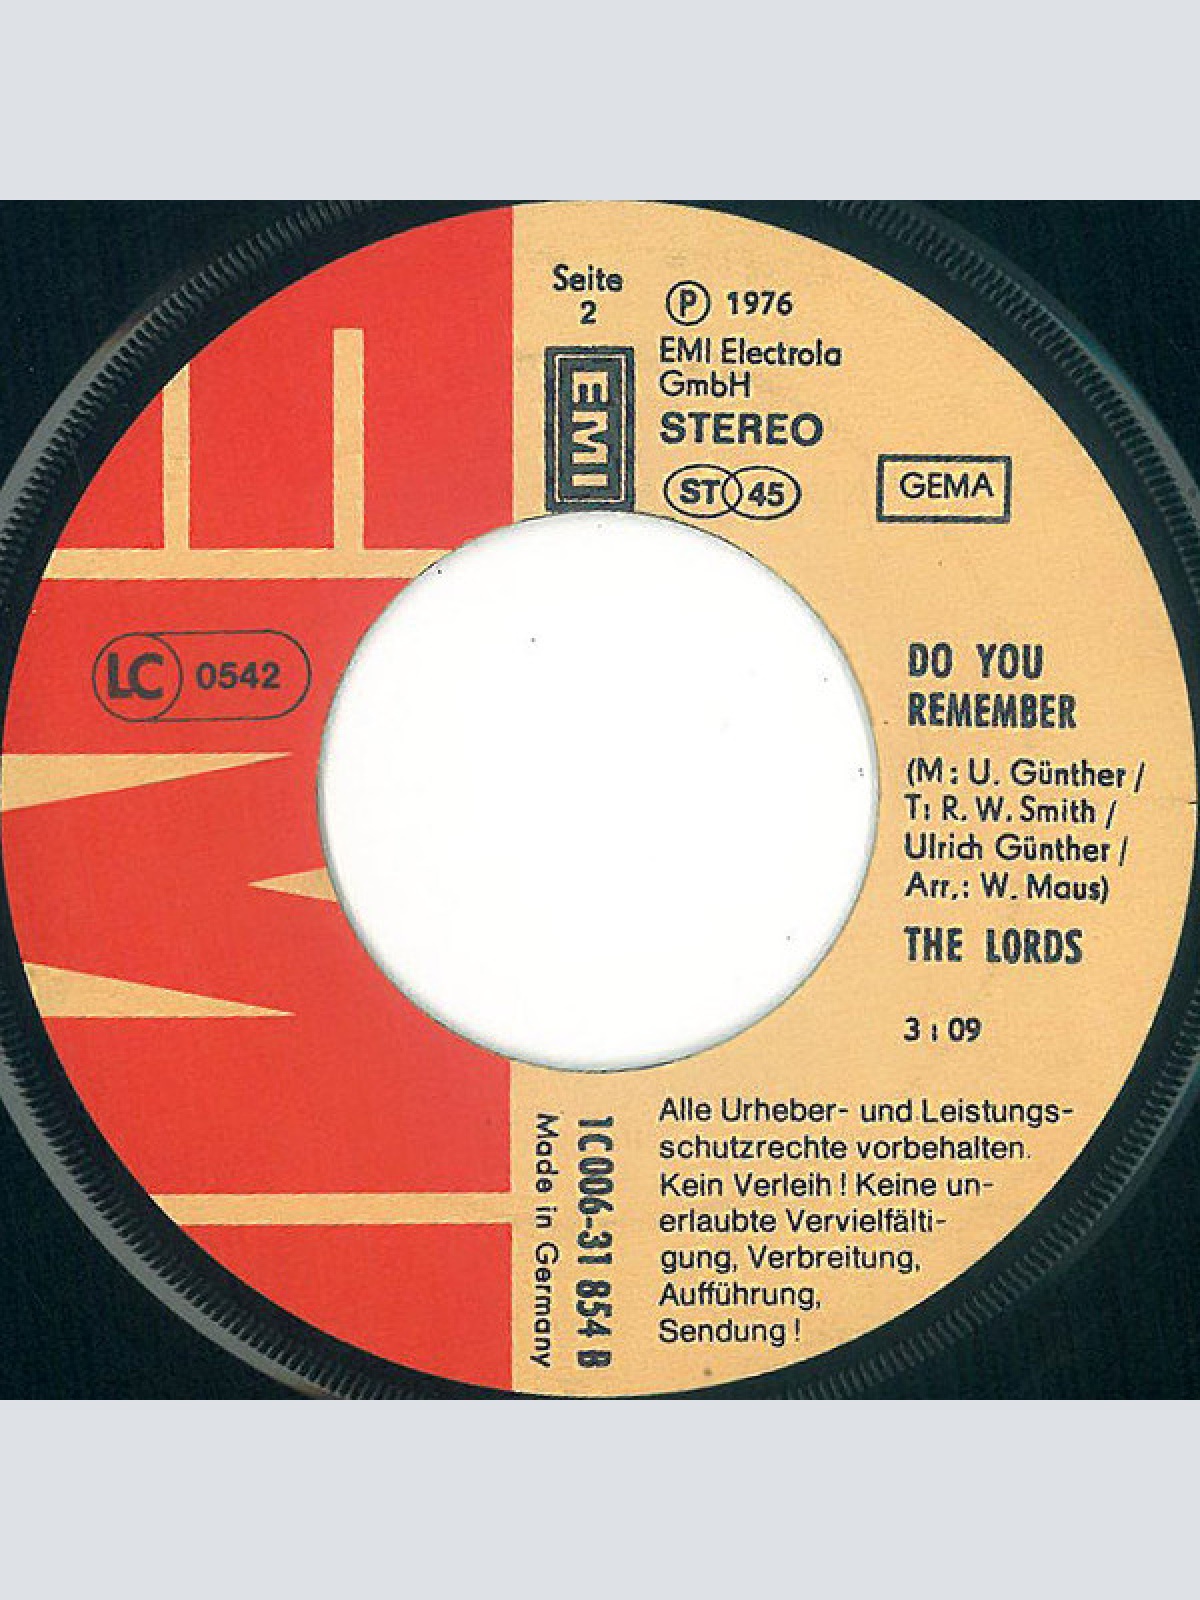 Seite
2
EMI
Ⓟ 1976
EMI Electrola
GmbH
STEREO
ST 45
GEMA
LC 0542
DO YOU
REMEMBER
(M: U. Günther /
T: R. W. Smith /
Ulrich Günther /
Arr.: W. Maus)
THE LORDS
3:09
Alle Urheber- und Leistungs-
schutzrechte vorbehalten.
Kein Verleih! Keine un-
erlaubte Vervielfälti-
gung, Verbreitung,
Aufführung,
Sendung!
1C 006-31 854 B
Made in Germany